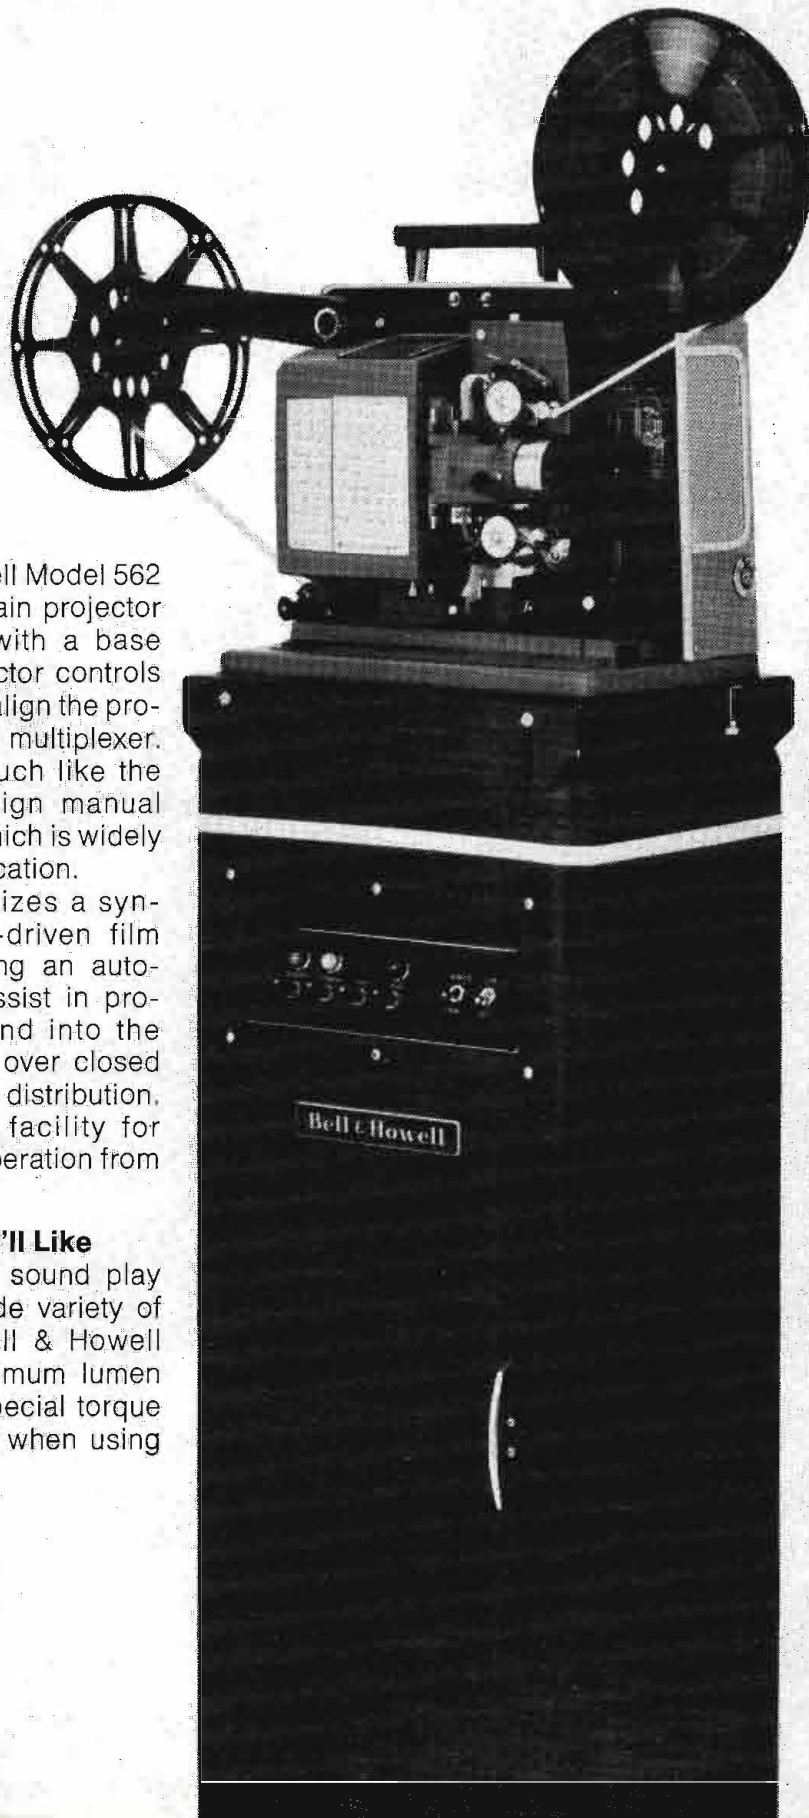 ell Model 562
ain projector
with a base
ctor controls
align the pro-
multiplexer.
uch like the
ign manual
hich is widely
cation.
izes a syn-
-driven film
ng an auto-
ssist in pro-
nd into the
over closed
distribution,
facility for
peration from
'll Like
sound play
de variety of
ll & Howell
mum lumen
pecial torque
when using
Bell & Howell